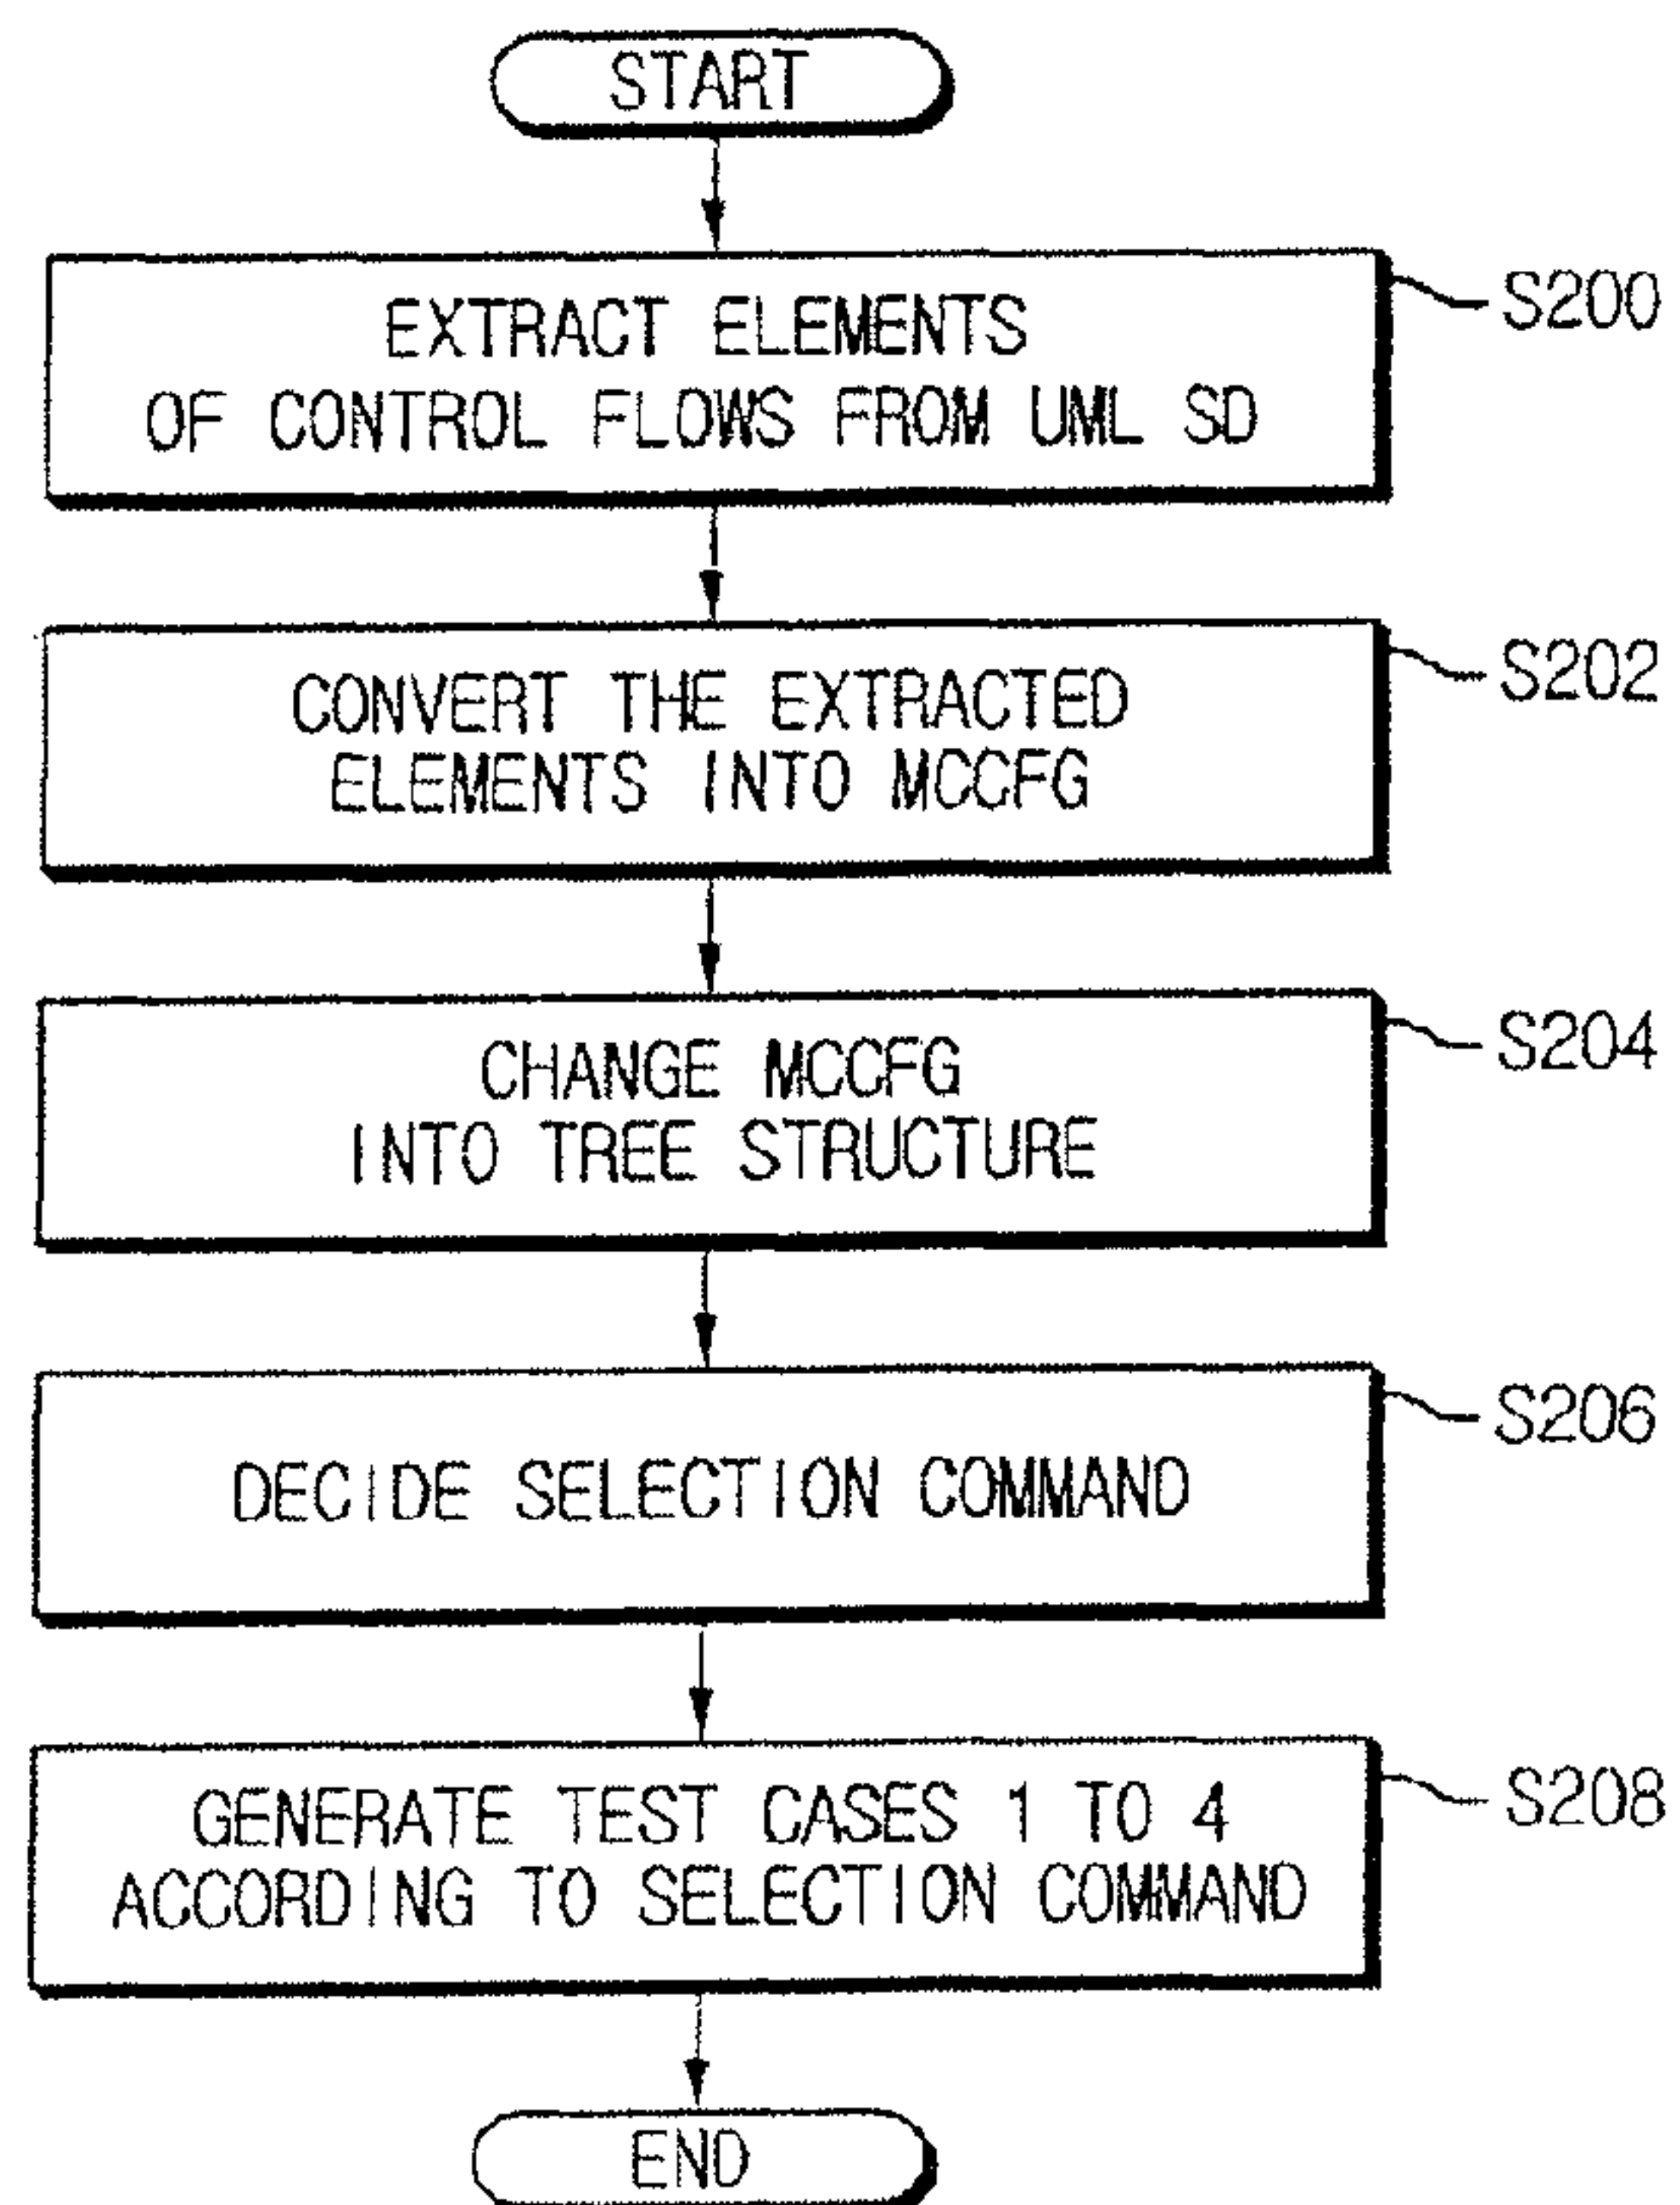 START
EXTRACT ELEMENTS
OF CONTROL FLOWS FROM UML SD
S200
CONVERT THE EXTRACTED
ELEMENTS INTO MCCFG
S202
CHANGE MCCFG
INTO TREE STRUCTURE
S204
DECIDE SELECTION COMMAND
S206
GENERATE TEST CASES 1 TO 4
ACCORDING TO SELECTION COMMAND
S208
END